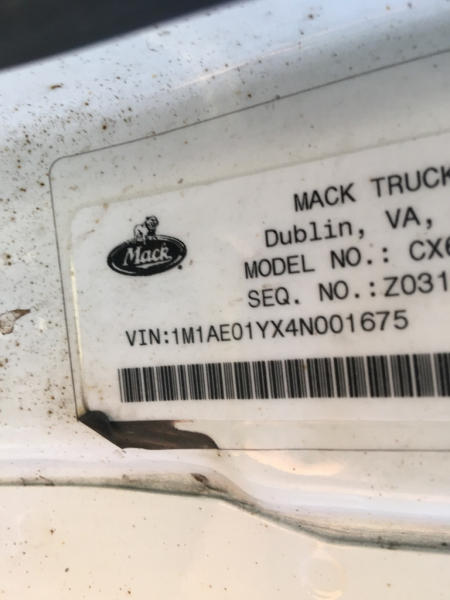 MACK TRUCK
Dublin, VA,
Mack
MODEL NO.: CX6
SEQ. NO.:Z031
VIN:1M1AE01YX4N001675